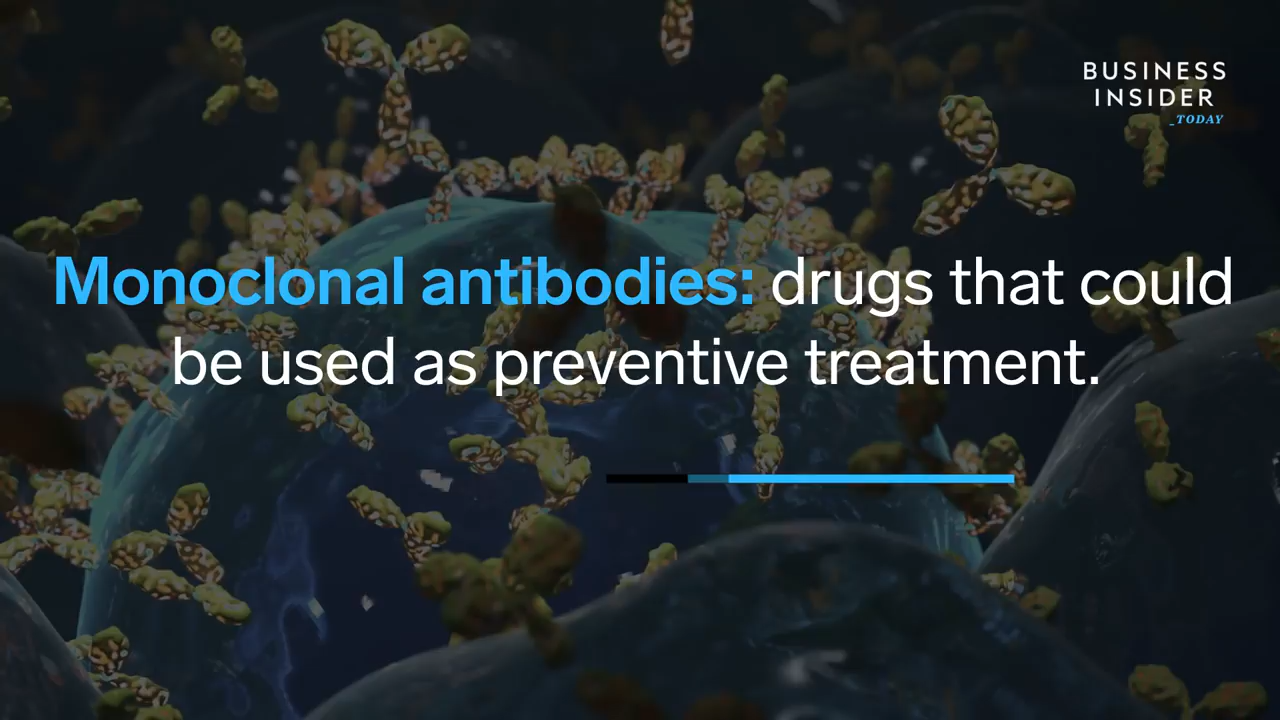 BUSINESS
INSIDER
_TODAY
Monoclonal antibodies: drugs that could
be used as preventive treatment.